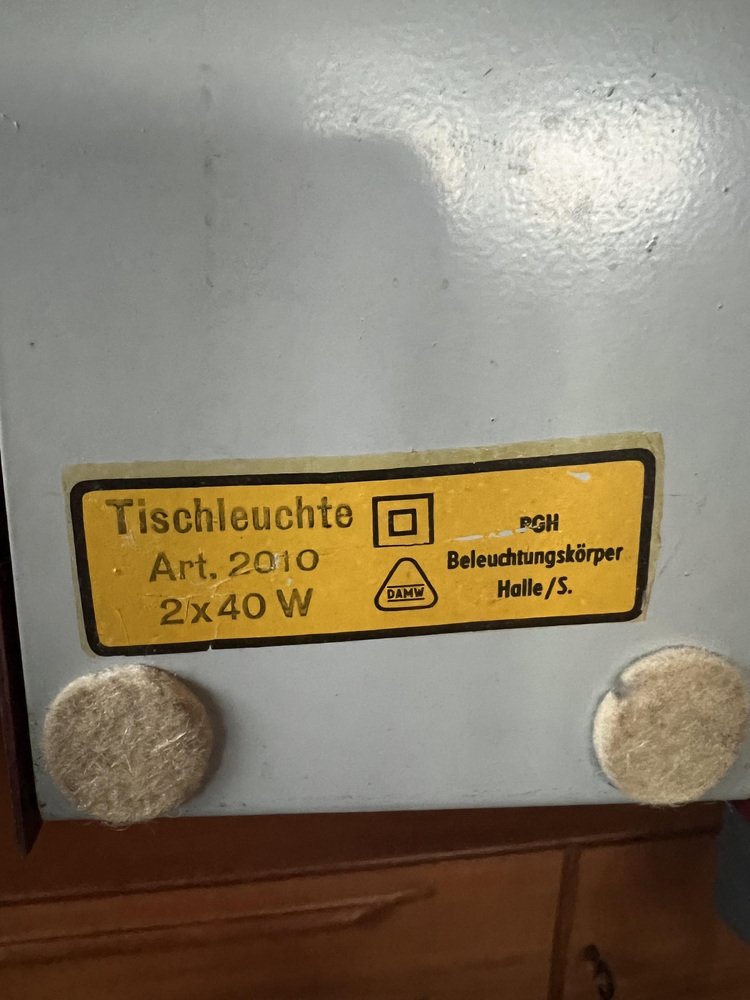 Tischleuchte
Art. 2010
2x40 W
DAMW
PGH
Beleuchtungskörper
Halle/S.